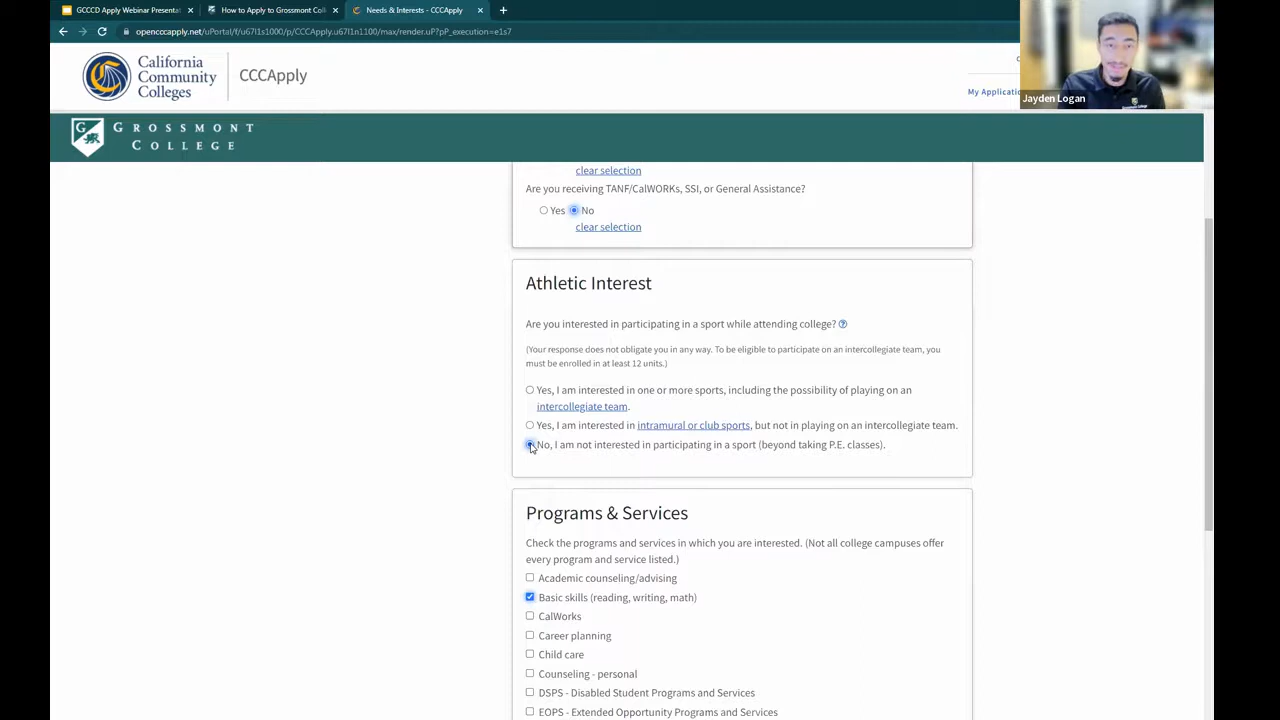 GCCCD Apply Webinar Presentat
How to Apply to Grossmont Coll
Needs & Interests - CCCApply
opencccapply.net/uPortal/f/u67l1s1000/p/CCCApply.u67l1n1100/max/render.uP?pP_execution=e1s7
California
Community
Colleges
CCCApply
My Applicatio
Jayden Logan
GROSSMONT
COLLEGE
clear selection
Are you receiving TANF/CalWORKs, SSI, or General Assistance?
Yes No
clear selection
Athletic Interest
Are you interested in participating in a sport while attending college?
(Your response does not obligate you in any way. To be eligible to participate on an intercollegiate team, you
must be enrolled in at least 12 units.)
Yes, I am interested in one or more sports, including the possibility of playing on an
intercollegiate team.
Yes, I am interested in intramural or club sports, but not in playing on an intercollegiate team.
No, I am not interested in participating in a sport (beyond taking P.E. classes).
Programs & Services
Check the programs and services in which you are interested. (Not all college campuses offer
every program and service listed.)
Academic counseling/advising
Basic skills (reading, writing, math)
CalWorks
Career planning
Child care
Counseling - personal
DSPS - Disabled Student Programs and Services
EOPS - Extended Opportunity Programs and Services